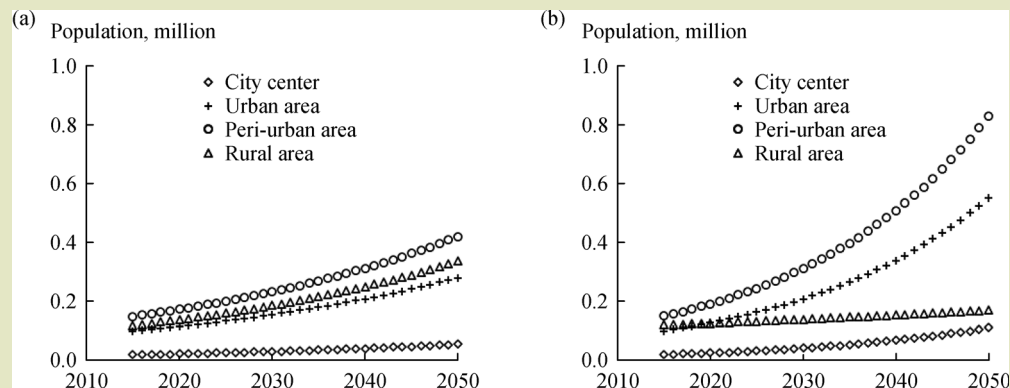 (a)
Population, million
1.0
City center
0.8
Urban area
Peri-urban area
Rural area
0.6
0.4
0.2
0.0
2010 2020 2030 2040 2050
(b)
Population, million
1.0
City center
0.8
Urban area
Peri-urban area
Rural area
0.6
0.4
0.2
0.0
2010 2020 2030 2040 2050